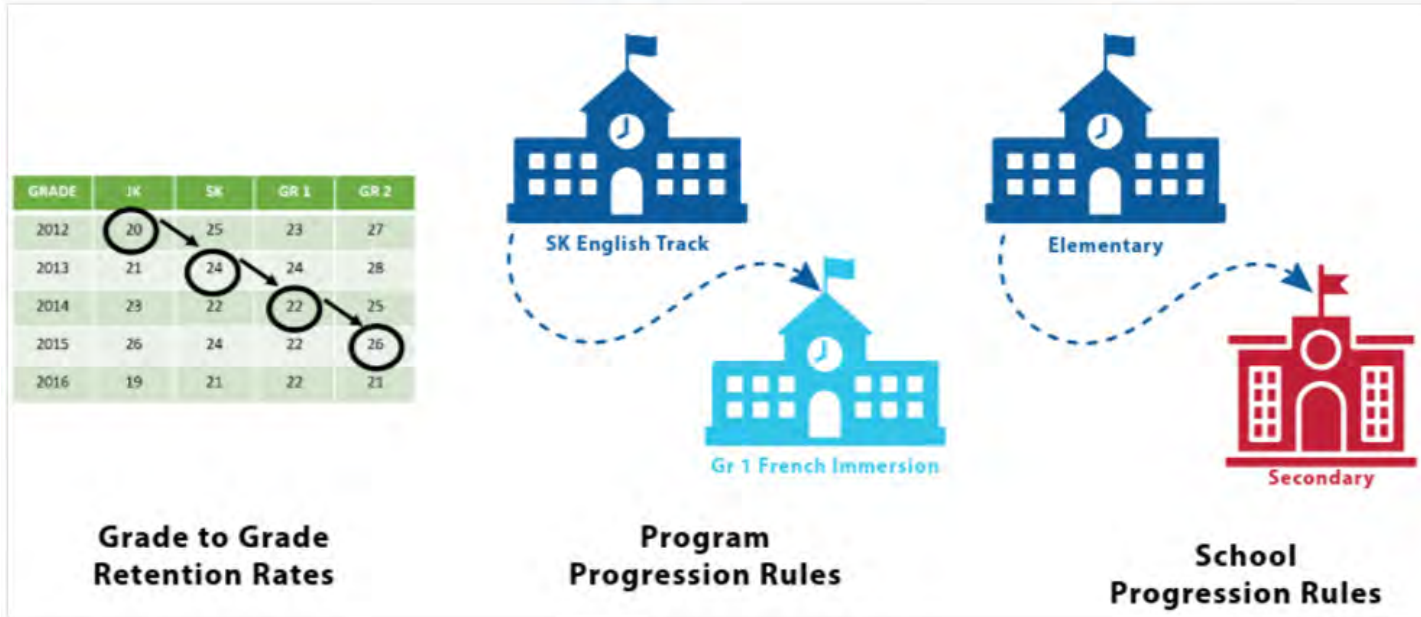 GRADE JK SK GR 1 GR 2
2012 20 25 23 27
2013 21 24 24 28
2014 23 22 22 25
2015 26 24 22 26
2016 19 21 22 21
Grade to Grade
Retention Rates
SK English Track
Gr 1 French Immersion
Program
Progression Rules
Elementary
Secondary
School
Progression Rules